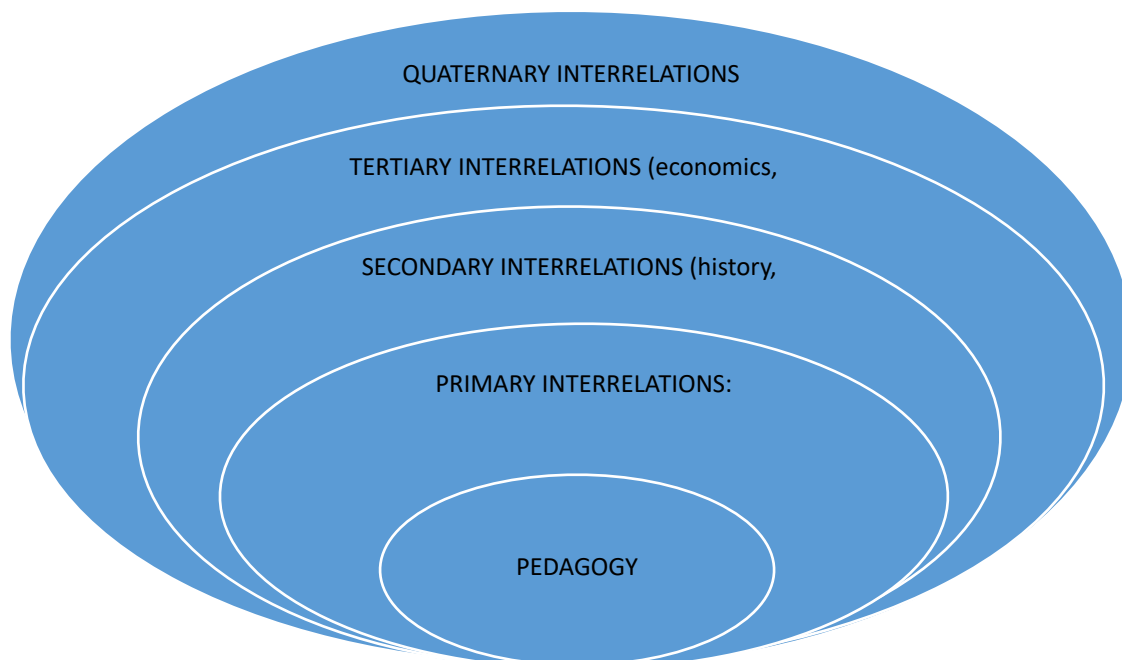 QUATERNARY INTERRELATIONS
TERTIARY INTERRELATIONS (economics,
SECONDARY INTERRELATIONS (history,
PRIMARY INTERRELATIONS:
PEDAGOGY